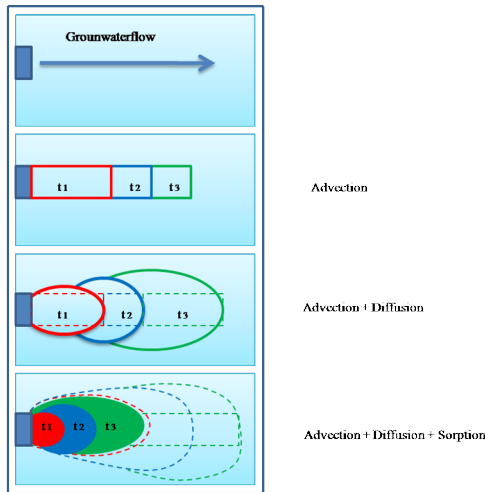 Grounwaterflow
t1 t2 t3
Advection
t1 t2 t3
Advection + Diffusion
t1 t2 t3
Advection + Diffusion + Sorption